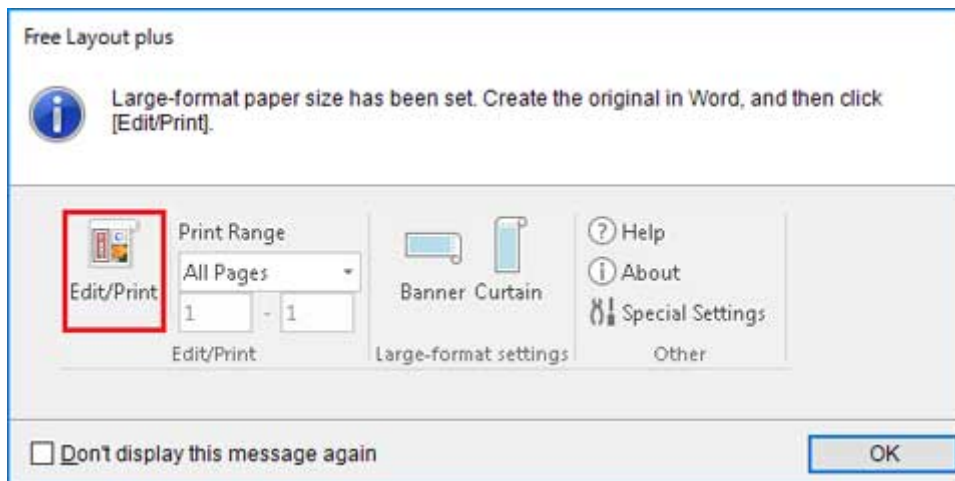 Free Layout plus
Large-format paper size has been set. Create the original in Word, and then click
[Edit/Print].
Edit/Print
Print Range
All Pages
1 - 1
Edit/Print
Banner Curtain
Large-format settings
Help
About
Special Settings
Other
Don't display this message again
OK